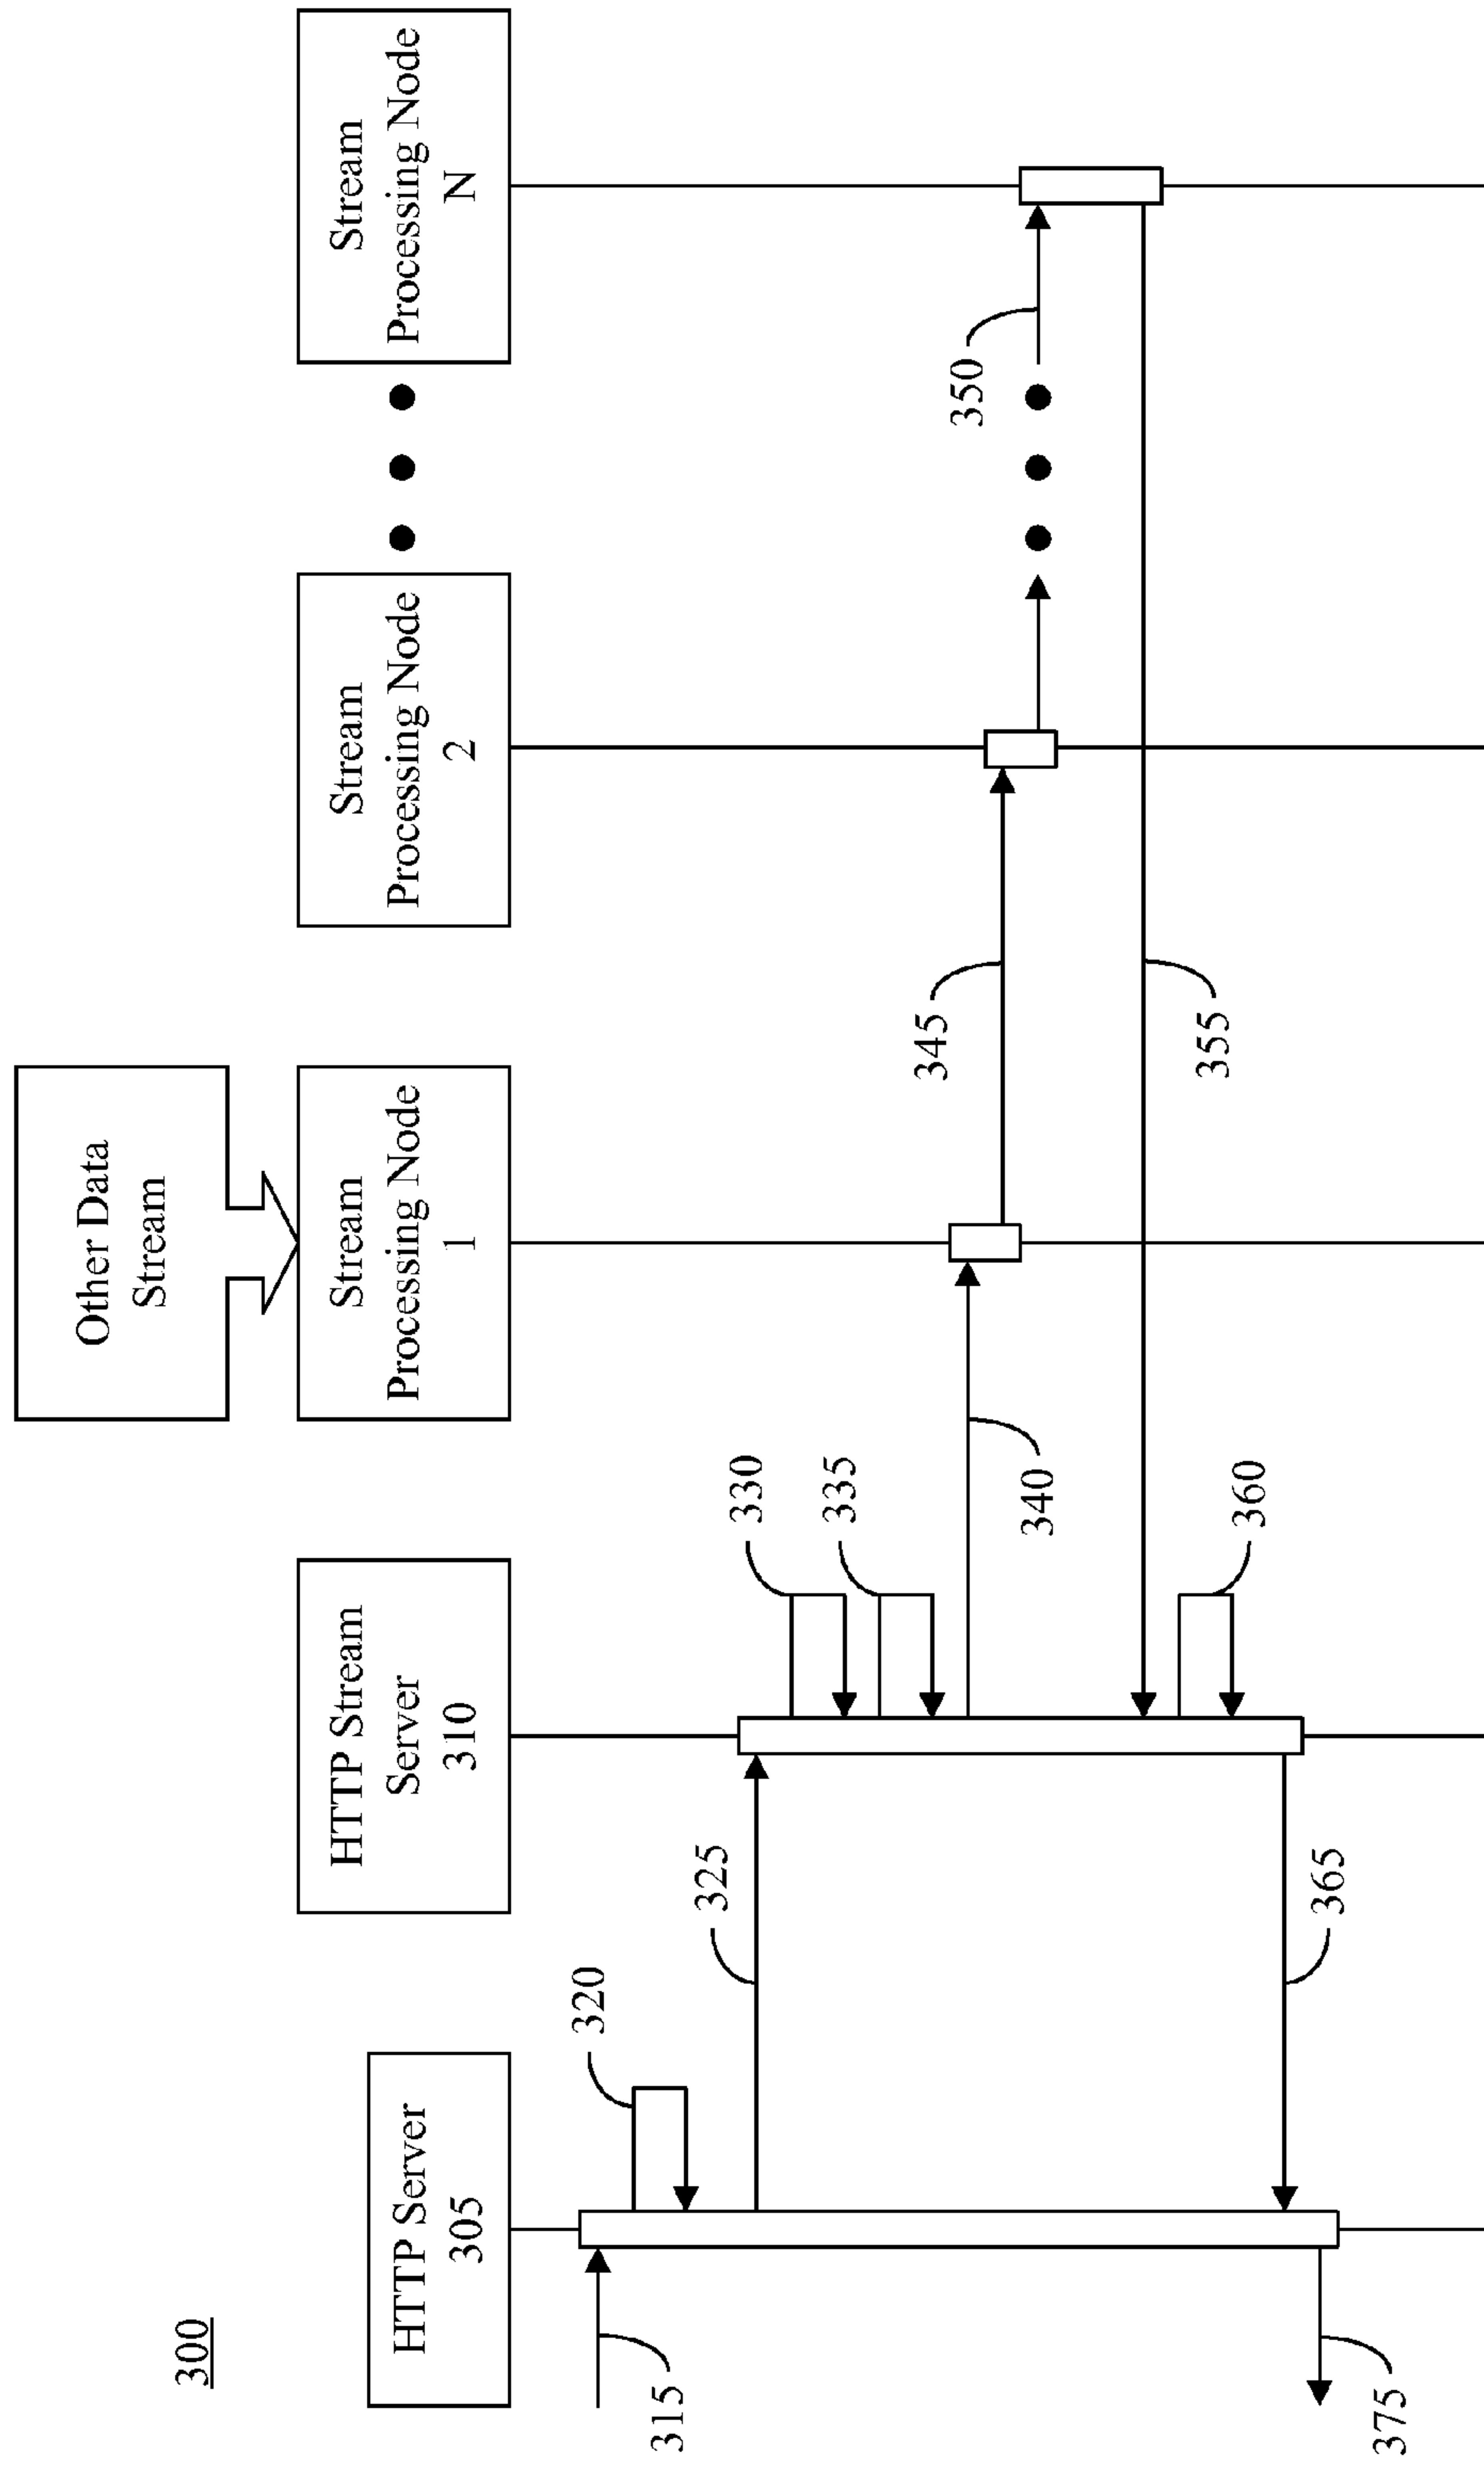 300
Other Data
Stream
HTTP Server
305
HTTP Stream
Server
310
Stream
Processing Node
1
Stream
Processing Node
2
Stream
Processing Node
N
315
320
325
330
335
340
345
350
355
360
365
375